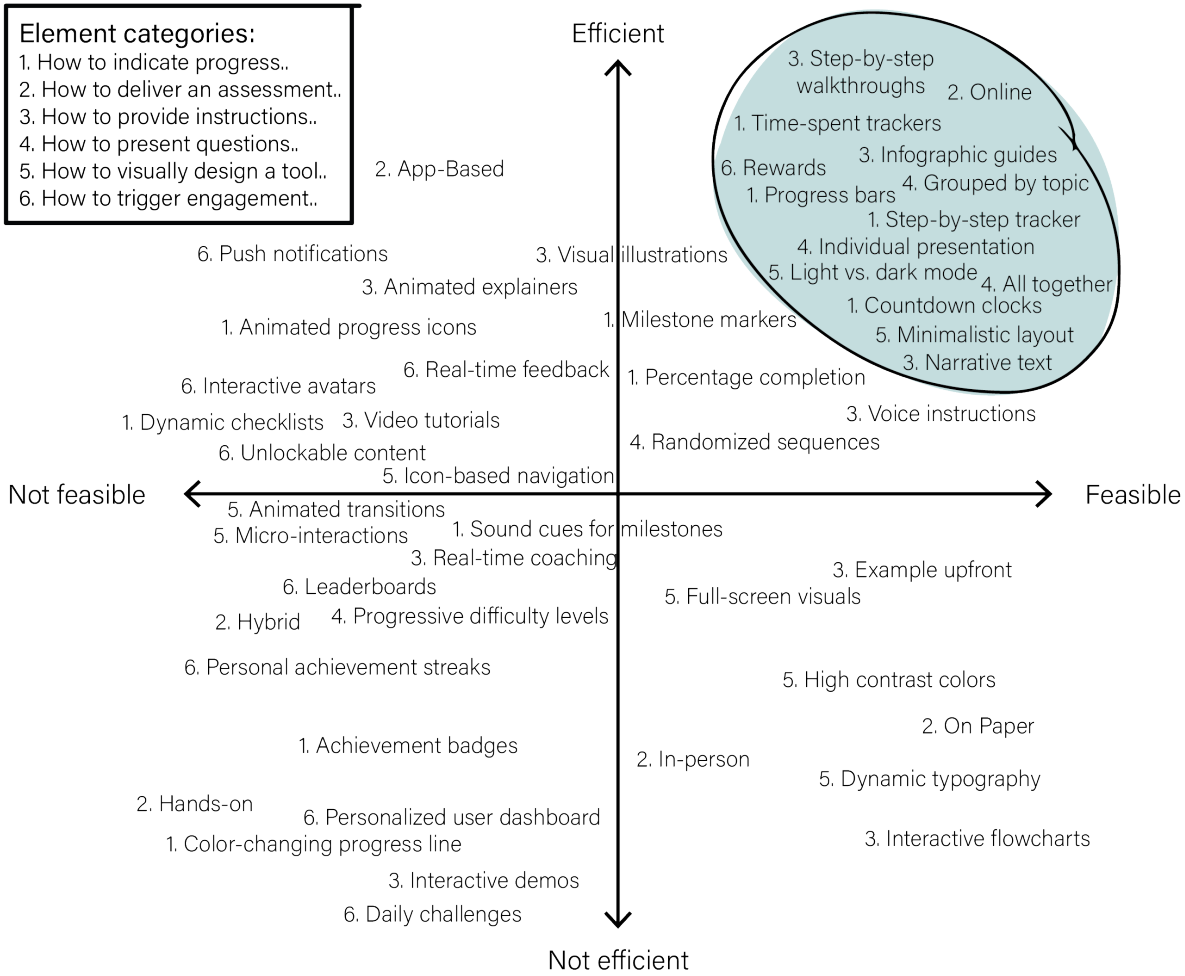 Element categories:
1. How to indicate progress..
2. How to deliver an assessment..
3. How to provide instructions..
4. How to present questions..
5. How to visually design a tool..
6. How to trigger engagement..
Efficient
3. Step-by-step
walkthroughs
2. Online
1. Time-spent trackers
3. Infographic guides
6. Rewards
4. Grouped by topic
1. Progress bars
1. Step-by-step tracker
4. Individual presentation
5. Light vs. dark mode
4. All together
1. Countdown clocks
5. Minimalistic layout
3. Narrative text
2. App-Based
6. Push notifications
3. Visual illustrations
3. Animated explainers
1. Animated progress icons
1. Milestone markers
6. Real-time feedback
1. Percentage completion
6. Interactive avatars
3. Voice instructions
1. Dynamic checklists
3. Video tutorials
4. Randomized sequences
6. Unlockable content
5. Icon-based navigation
Not feasible
Feasible
5. Animated transitions
1. Sound cues for milestones
5. Micro-interactions
3. Real-time coaching
3. Example upfront
6. Leaderboards
5. Full-screen visuals
2. Hybrid
4. Progressive difficulty levels
6. Personal achievement streaks
5. High contrast colors
2. On Paper
1. Achievement badges
2. In-person
5. Dynamic typography
2. Hands-on
6. Personalized user dashboard
3. Interactive flowcharts
1. Color-changing progress line
3. Interactive demos
6. Daily challenges
Not efficient